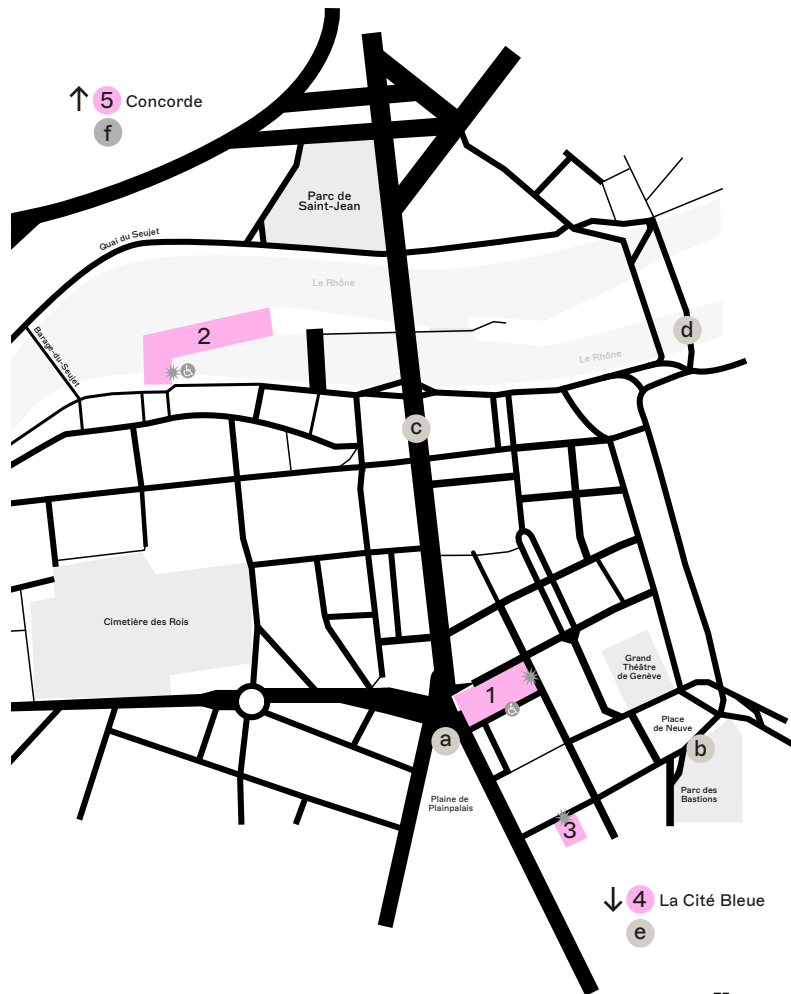 5 Concorde
f
Parc de
Saint-Jean
Quai du Seujet
Le Rhône
2
Barage-du-Seujet
d
Le Rhône
c
Cimetière des Rois
Grand
Théâtre
de Genève
1
Place
de Neuve
a
b
Plaine de
Plainpalais
Parc des
Bastions
3
4 La Cité Bleue
e